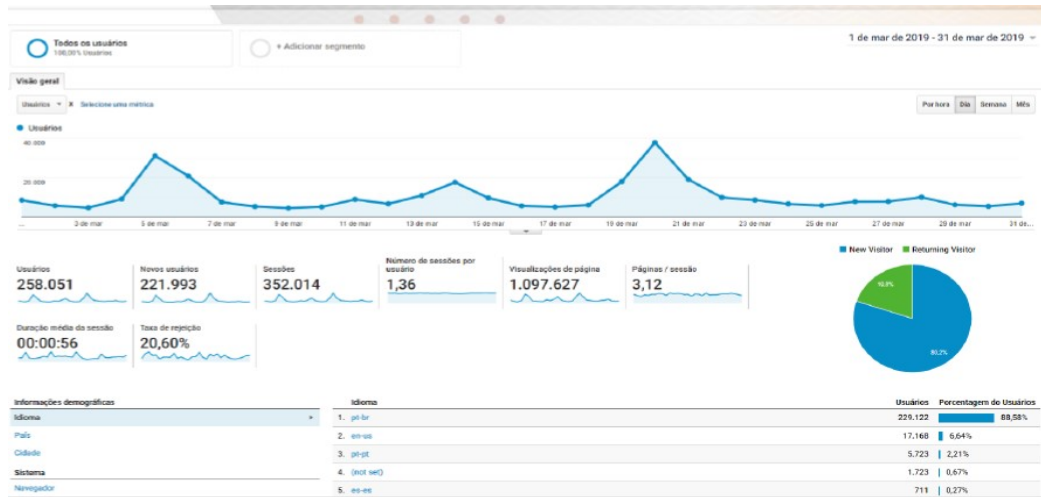 Todos os usuários
100,00% Usuários
+ Adicionar segmento
1 de mar de 2019 - 31 de mar de 2019
Visão geral
Usuários X Selecione uma métrica
Por hora Dia Semana Mês
Usuários
40.000
20.000
... 3 de mar 5 de mar 7 de mar 9 de mar 11 de mar 13 de mar 15 de mar 17 de mar 19 de mar 21 de mar 23 de mar 25 de mar 27 de mar 29 de mar 31 de...
New Visitor Returning Visitor
Usuários
258.051
Novos usuários
221.993
Sessões
352.014
Número de sessões por usuário
1,36
Visualizações de página
1.097.627
Páginas / sessão
3,12
80,2%
Duração média da sessão
00:00:56
Taxa de rejeição
20,60%
Informações demográficas
Idioma
País
Cidade
Sistema
Navegador
Idioma Usuários Porcentagem do Usuários
1. pt-br 229.122 88,58%
2. en-us 17.168 6,64%
3. pt-pt 5.723 2,21%
4. (not set) 1.723 0,67%
5. es-es 711 0,27%